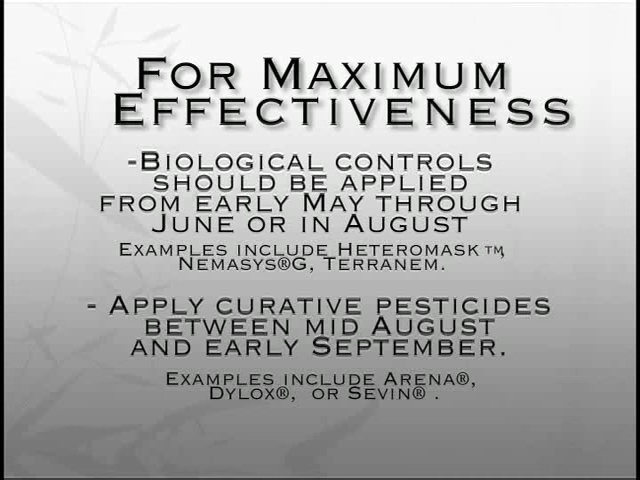 For Maximum
Effectiveness
-Biological controls
should be applied
from early May through
June or in August
Examples include Heteromask™,
Nemasys®G, Terranem.
- Apply curative pesticides
between mid August
and early September.
Examples include Arena®,
Dylox®, or Sevin® .